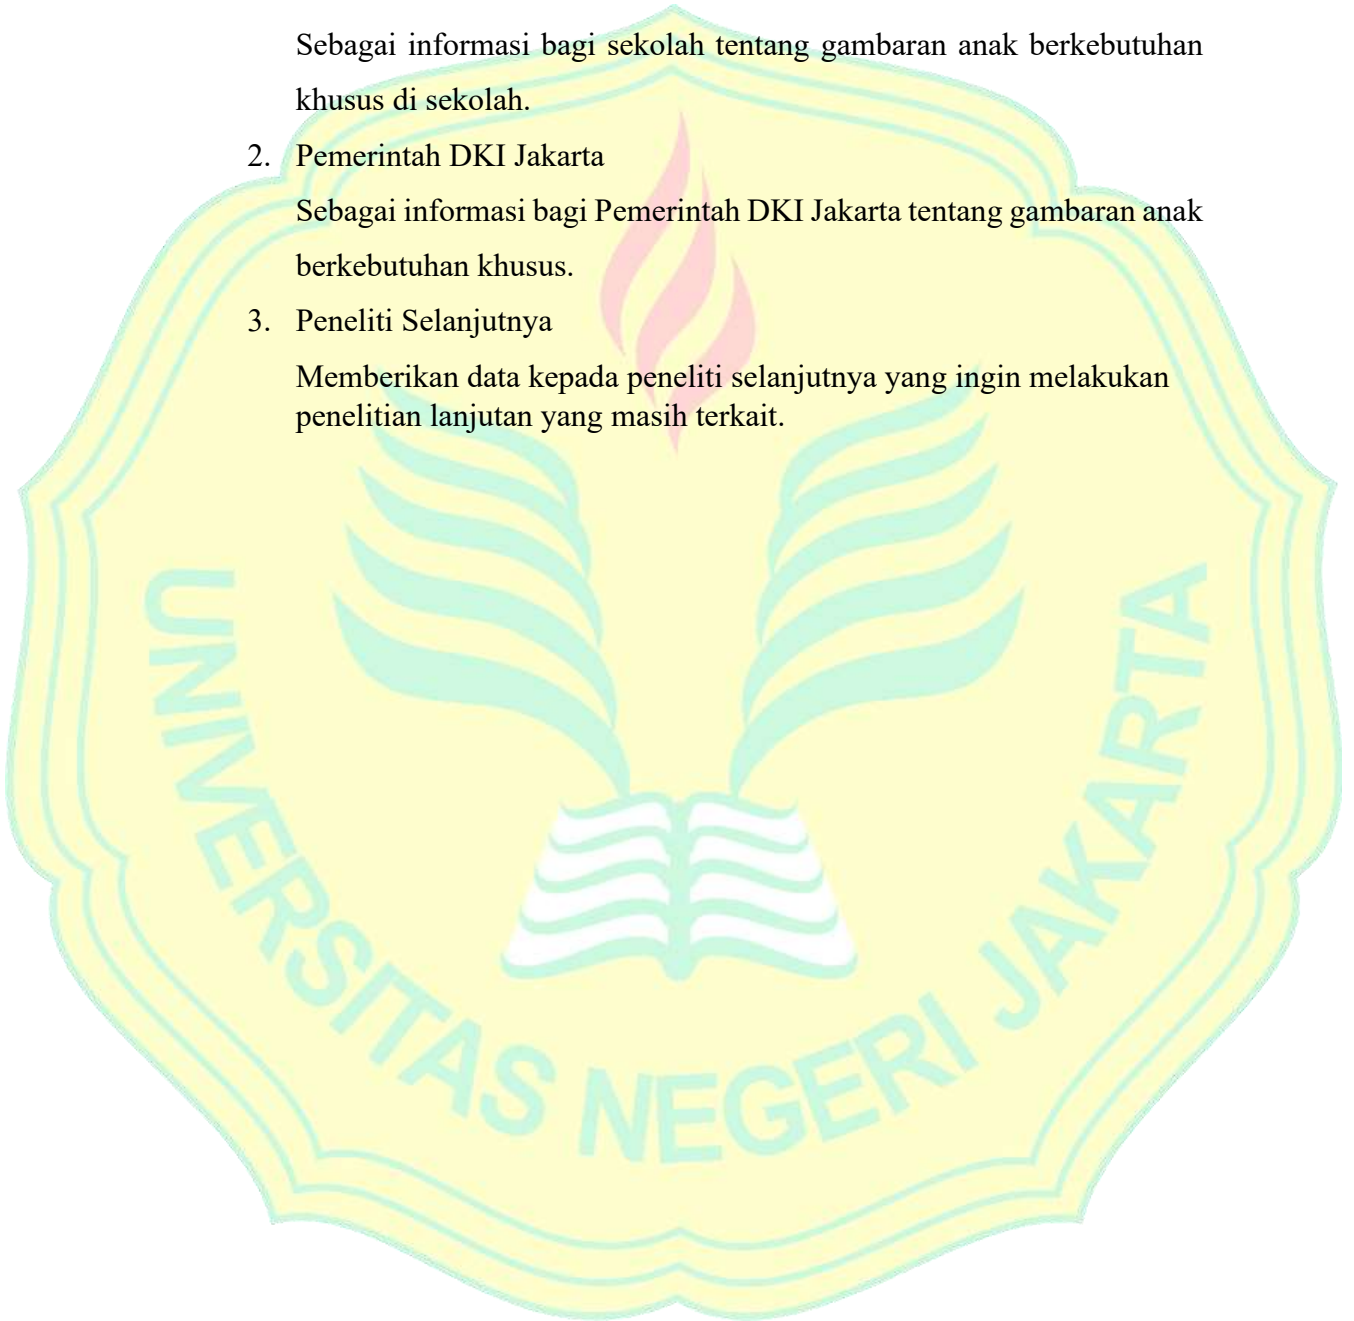 Sebagai informasi bagi sekolah tentang gambaran anak berkebutuhan
khusus di sekolah.
2. Pemerintah DKI Jakarta
Sebagai informasi bagi Pemerintah DKI Jakarta tentang gambaran anak
berkebutuhan khusus.
3. Peneliti Selanjutnya
Memberikan data kepada peneliti selanjutnya yang ingin melakukan
penelitian lanjutan yang masih terkait.
UNIVERSITAS NEGERI JAKARTA